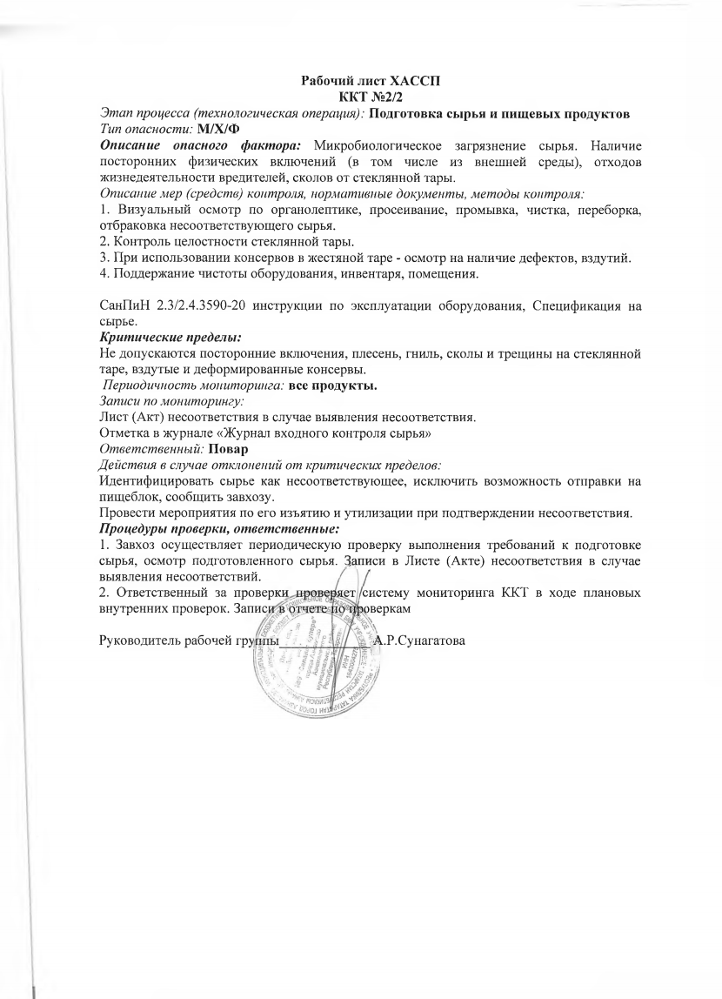 Рабочий лист ХАССП
ККТ №2/2
Этап процесса (технологическая операция): Подготовка сырья и пищевых продуктов
Тип опасности: М/Х/Ф
Описание опасного фактора: Микробиологическое загрязнение сырья. Наличие
посторонних физических включений (в том числе из внешней среды), отходов
жизнедеятельности вредителей, сколов от стеклянной тары.
Описание мер (средств) контроля, нормативные документы, методы контроля:
1. Визуальный осмотр по органолептике, просеивание, промывка, чистка, переборка,
отбраковка несоответствующего сырья.
2. Контроль целостности стеклянной тары.
3. При использовании консервов в жестяной таре - осмотр на наличие дефектов, вздутий.
4. Поддержание чистоты оборудования, инвентаря, помещения.
СанПиН 2.3/2.4.3590-20 инструкции по эксплуатации оборудования, Спецификация на
сырье.
Критические пределы:
Не допускаются посторонние включения, плесень, гниль, сколы и трещины на стеклянной
таре, вздутые и деформированные консервы.
Периодичность мониторинга: все продукты.
Записи по мониторингу:
Лист (Акт) несоответствия в случае выявления несоответствия.
Отметка в журнале «Журнал входного контроля сырья»
Ответственный: Повар
Действия в случае отклонений от критических пределов:
Идентифицировать сырье как несоответствующее, исключить возможность отправки на
пищеблок, сообщить завхозу.
Провести мероприятия по его изъятию и утилизации при подтверждении несоответствия.
Процедуры проверки, ответственные:
1. Завхоз осуществляет периодическую проверку выполнения требований к подготовке
сырья, осмотр подготовленного сырья. Записи в Листе (Акте) несоответствия в случае
выявления несоответствий.
2. Ответственный за проверки проверяет систему мониторинга ККТ в ходе плановых
внутренних проверок. Записи в отчете по проверкам
Руководитель рабочей группы А.Р.Сунагатова